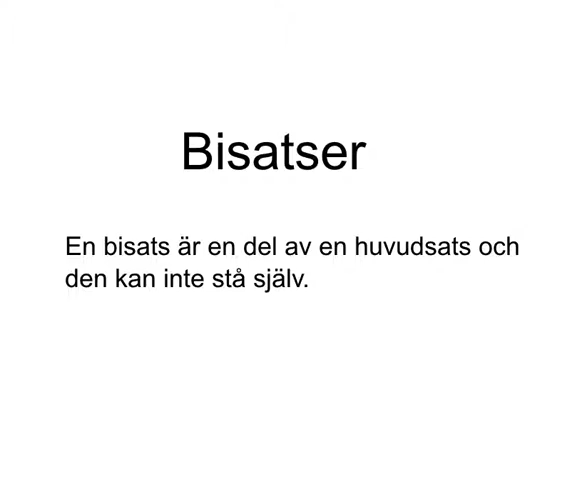 Bisatser
En bisats är en del av en huvudsats och
den kan inte stå själv.